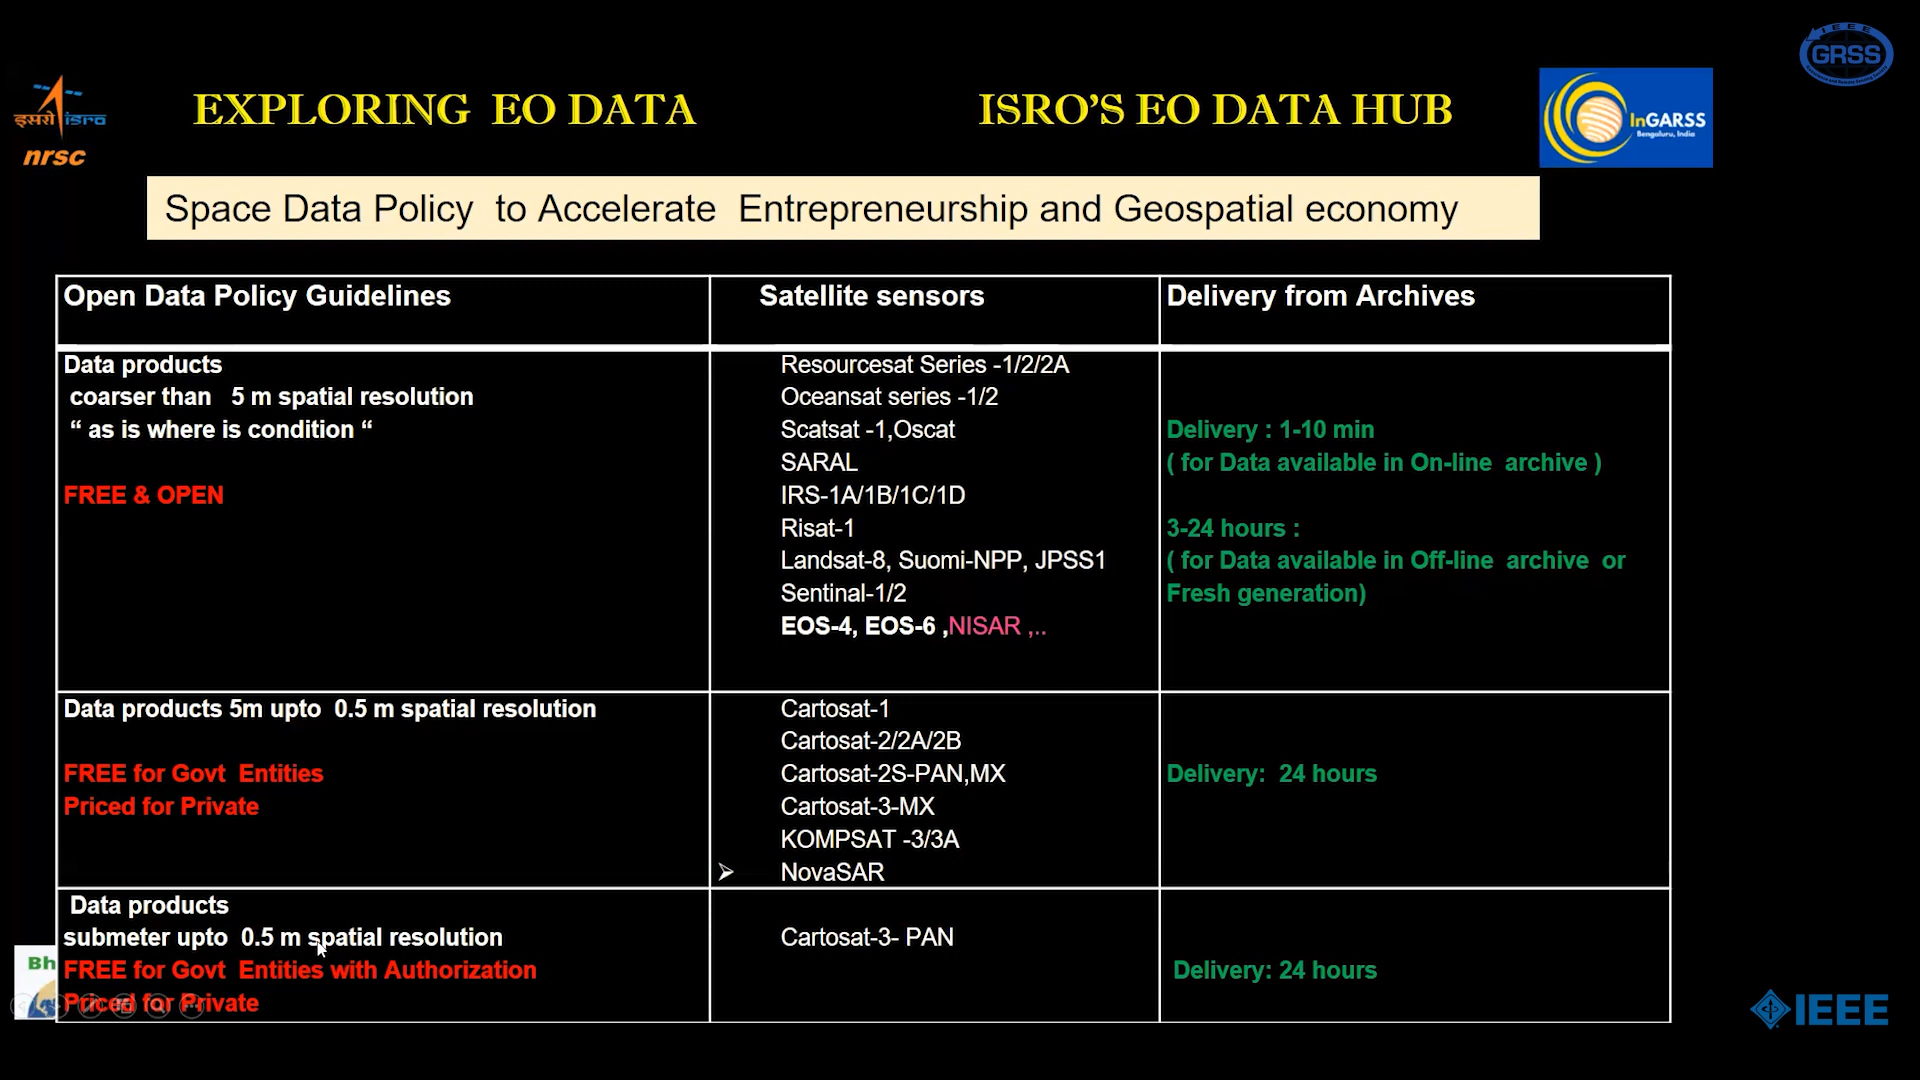 IEEE
GRSS
इसरो isro
nrsc
EXPLORING EO DATA
ISRO'S EO DATA HUB
InGARSS
Bengaluru, India
Space Data Policy to Accelerate Entrepreneurship and Geospatial economy
Open Data Policy Guidelines
Satellite sensors
Delivery from Archives
Data products
coarser than 5 m spatial resolution
“ as is where is condition “
FREE & OPEN
Resourcesat Series -1/2/2A
Oceansat series -1/2
Scatsat -1,Oscat
SARAL
IRS-1A/1B/1C/1D
Risat-1
Landsat-8, Suomi-NPP, JPSS1
Sentinal-1/2
EOS-4, EOS-6 ,NISAR ,..
Delivery : 1-10 min
( for Data available in On-line archive )
3-24 hours :
( for Data available in Off-line archive or
Fresh generation)
Data products 5m upto 0.5 m spatial resolution
FREE for Govt Entities
Priced for Private
Cartosat-1
Cartosat-2/2A/2B
Cartosat-2S-PAN,MX
Cartosat-3-MX
KOMPSAT -3/3A
NovaSAR
Delivery: 24 hours
Data products
submeter upto 0.5 m spatial resolution
FREE for Govt Entities with Authorization
Priced for Private
Cartosat-3- PAN
Delivery: 24 hours
Bh
IEEE